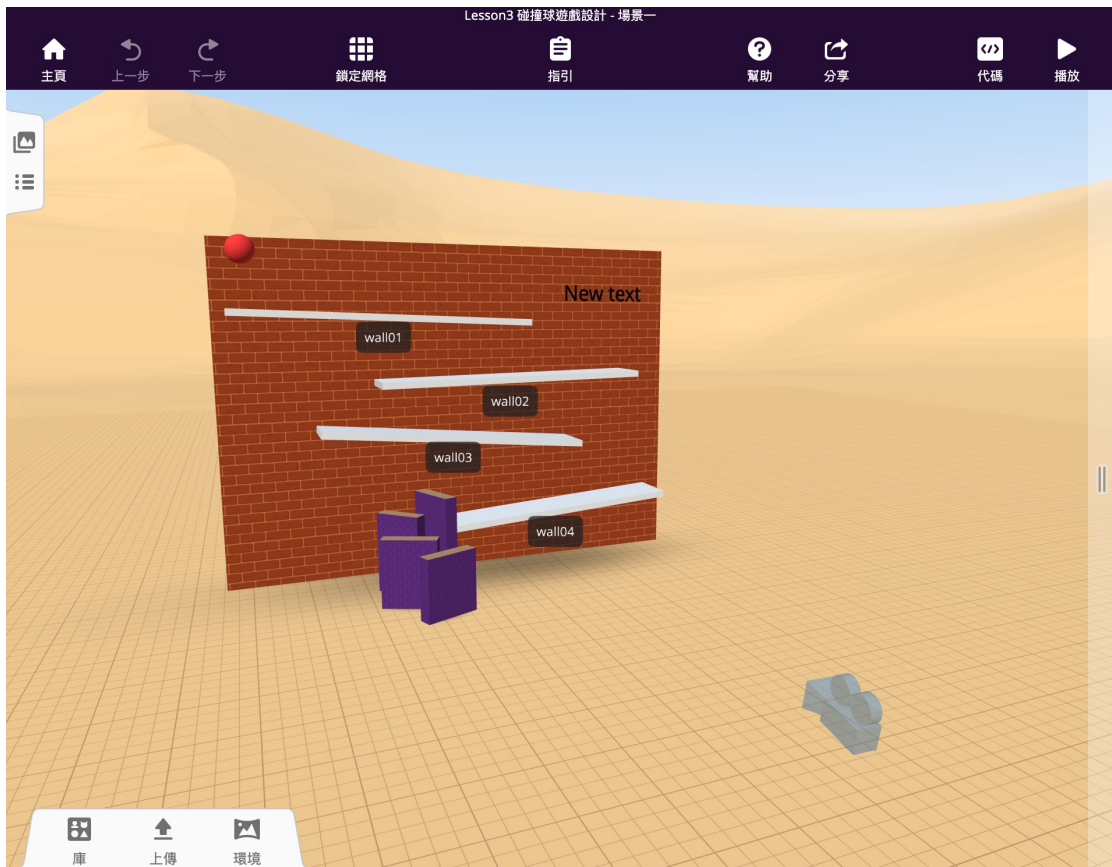 Lesson3 碰撞球遊戲設計 - 場景一
主頁
上一步
下一步
鎖定網格
指引
幫助
分享
代碼
播放
New text
wall01
wall02
wall03
wall04
庫
上傳
環境